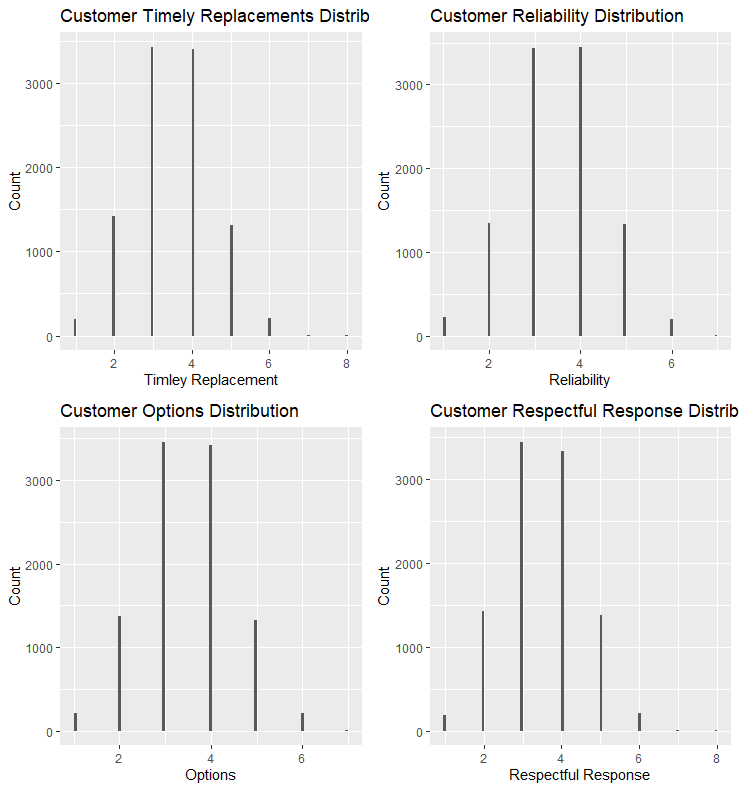 Customer Timely Replacements Distrib
3000
2000
1000
0
Count
2 4 6 8
Timley Replacement
Customer Reliability Distribution
3000
2000
1000
0
Count
2 4 6
Reliability
Customer Options Distribution
3000
2000
1000
0
Count
2 4 6
Options
Customer Respectful Response Distrib
3000
2000
1000
0
Count
2 4 6 8
Respectful Response